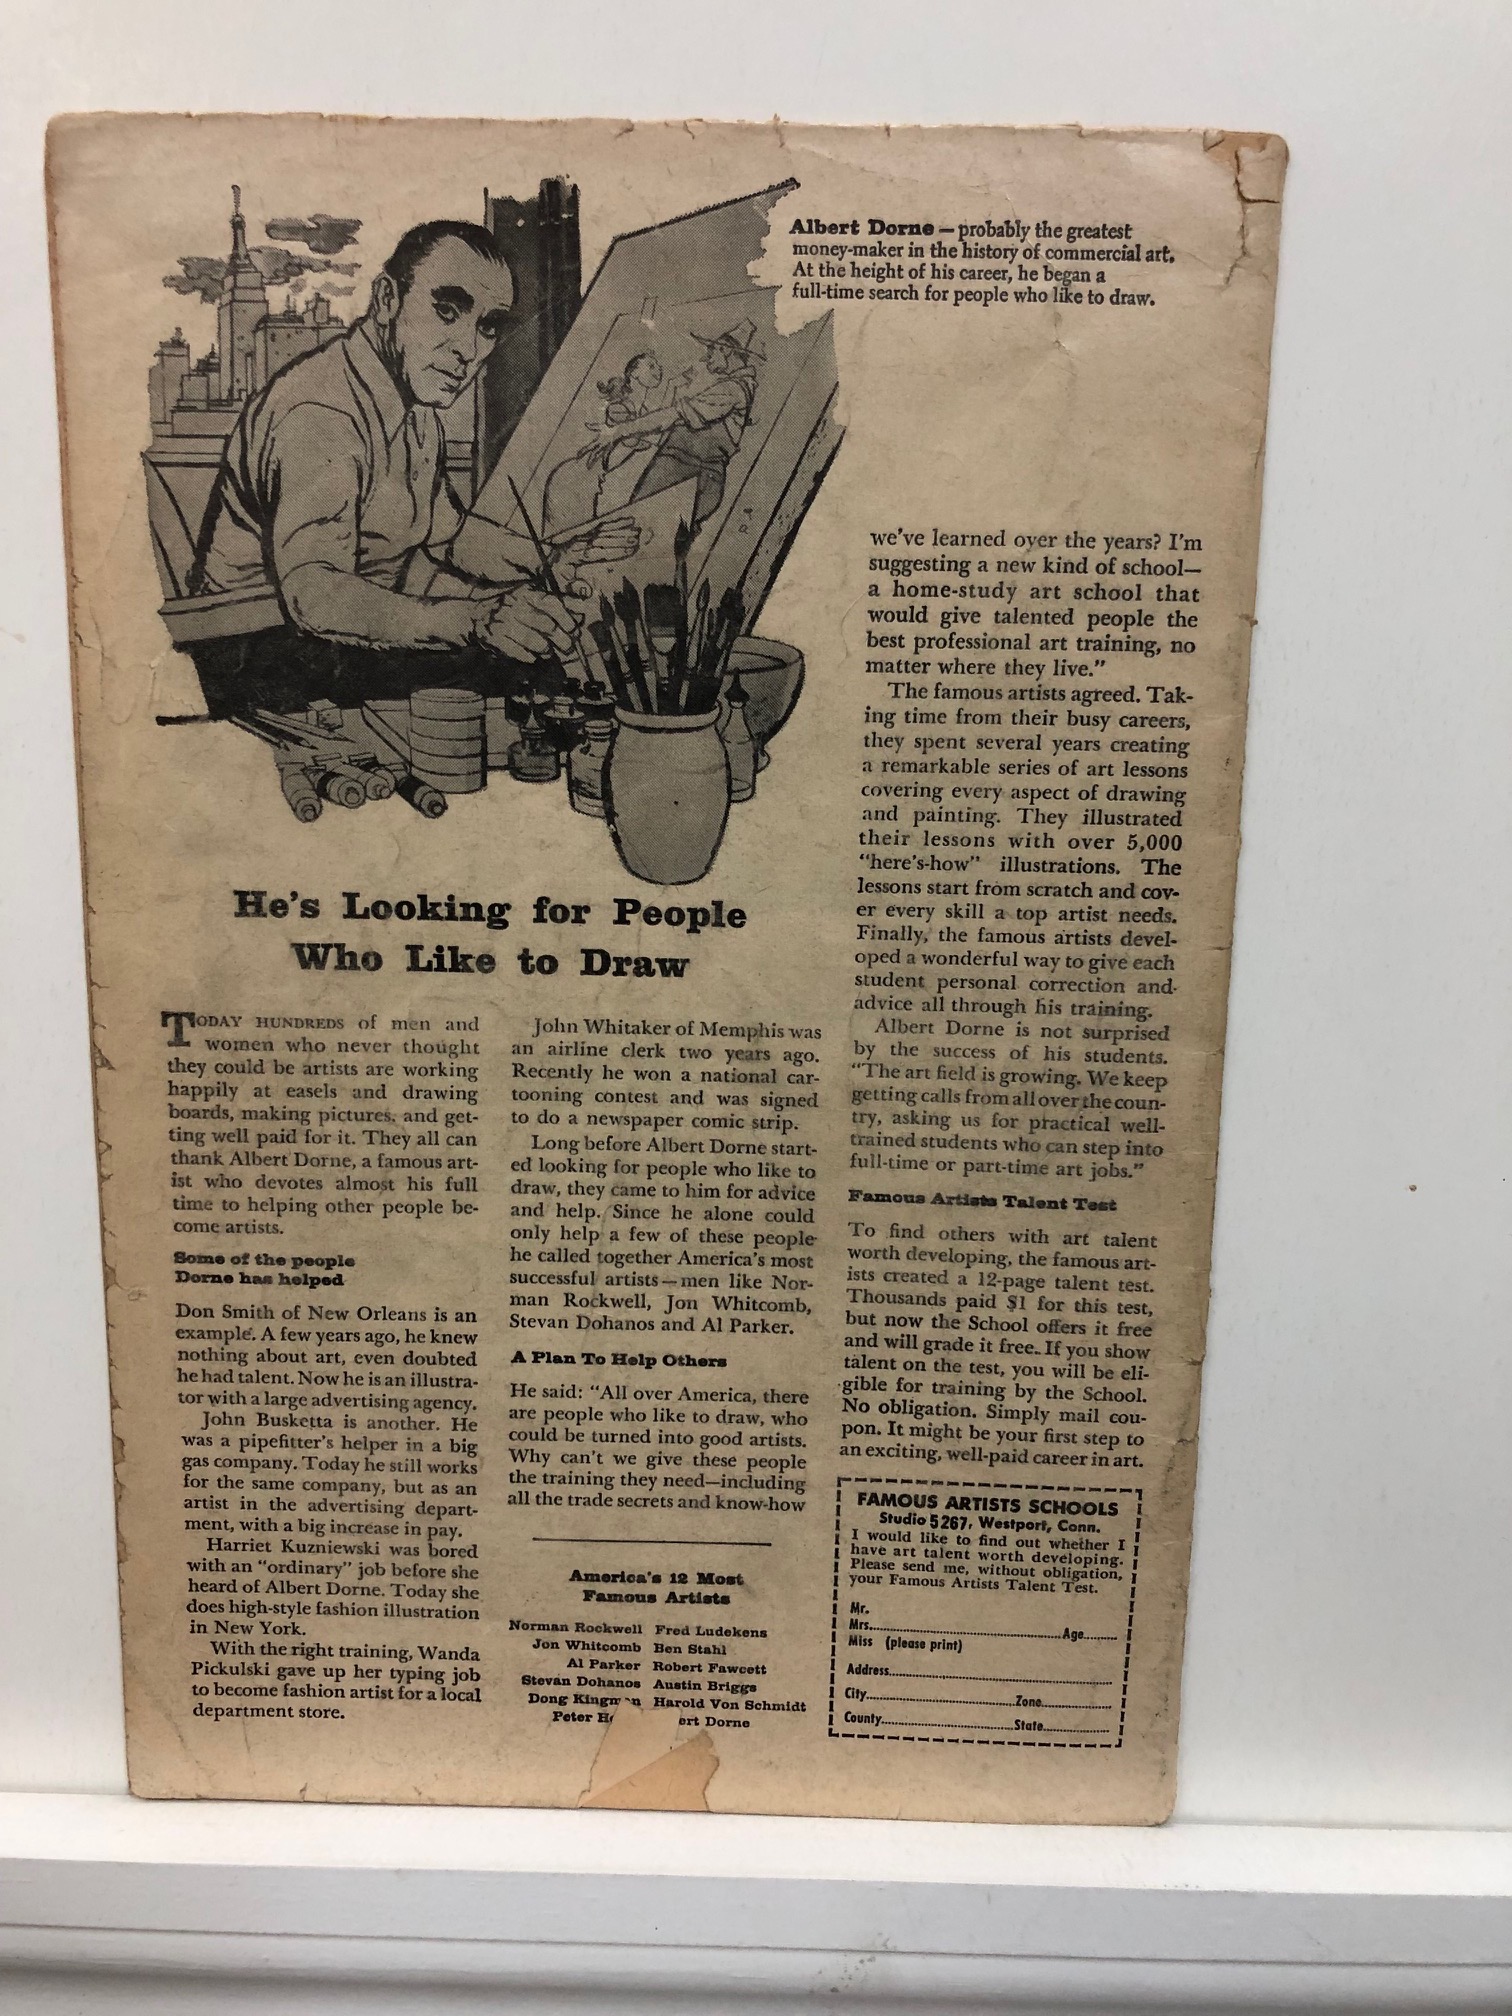 Albert Dorne — probably the greatest
money-maker in the history of commercial art.
At the height of his career, he began a
full-time search for people who like to draw.
He's Looking for People
Who Like to Draw
TODAY HUNDREDS of men and
women who never thought
they could be artists are working
happily at easels and drawing
boards, making pictures, and get-
ting well paid for it. They all can
thank Albert Dorne, a famous art-
ist who devotes almost his full
time to helping other people be-
come artists.
Some of the people
Dorne has helped
Don Smith of New Orleans is an
example. A few years ago, he knew
nothing about art, even doubted
he had talent. Now he is an illustra-
tor with a large advertising agency.
John Busketta is another. He
was a pipefitter's helper in a big
gas company. Today he still works
for the same company, but as an
artist in the advertising depart-
ment, with a big increase in pay.
Harriet Kuzniewski was bored
with an "ordinary" job before she
heard of Albert Dorne. Today she
does high-style fashion illustration
in New York.
With the right training, Wanda
Pickulski gave up her typing job
to become fashion artist for a local
department store.
John Whitaker of Memphis was
an airline clerk two years ago.
Recently he won a national car-
tooning contest and was signed
to do a newspaper comic strip.
Long before Albert Dorne start-
ed looking for people who like to
draw, they came to him for advice
and help. Since he alone could
only help a few of these people
he called together America's most
successful artists — men like Nor-
man Rockwell, Jon Whitcomb,
Stevan Dohanos and Al Parker.
A Plan To Help Others
He said: "All over America, there
are people who like to draw, who
could be turned into good artists.
Why can't we give these people
the training they need—including
all the trade secrets and know-how
America's 12 Most
Famous Artists
Norman Rockwell Fred Ludekens
Jon Whitcomb Ben Stahl
Al Parker Robert Fawcett
Stevan Dohanos Austin Briggs
Dong Harold Von Schmidt
Peter ert Dorne
we've learned over the years? I'm
suggesting a new kind of school—
a home-study art school that
would give talented people the
best professional art training, no
matter where they live."
The famous artists agreed. Tak-
ing time from their busy careers,
they spent several years creating
a remarkable series of art lessons
covering every aspect of drawing
and painting. They illustrated
their lessons with over 5,000
"here's-how" illustrations. The
lessons start from scratch and cov-
er every skill a top artist needs.
Finally, the famous artists devel-
oped a wonderful way to give each
student personal correction and
advice all through his training.
Albert Dorne is not surprised
by the success of his students.
"The art field is growing. We keep
getting calls from all over the coun-
try, asking us for practical well-
trained students who can step into
full-time or part-time art jobs."
Famous Artists Talent Test
To find others with art talent
worth developing, the famous art-
ists created a 12-page talent test.
Thousands paid $1 for this test,
but now the School offers it free
and will grade it free. If you show
talent on the test, you will be eli-
gible for training by the School.
No obligation. Simply mail cou-
pon. It might be your first step to
an exciting, well-paid career in art.
FAMOUS ARTISTS SCHOOLS
Studio 5267, Westport, Conn.
I would like to find out whether I
have art talent worth developing.
Please send me, without obligation,
your Famous Artists Talent Test.
Mr.
Mrs. Age
Miss (please print)
Address
City Zone
County State